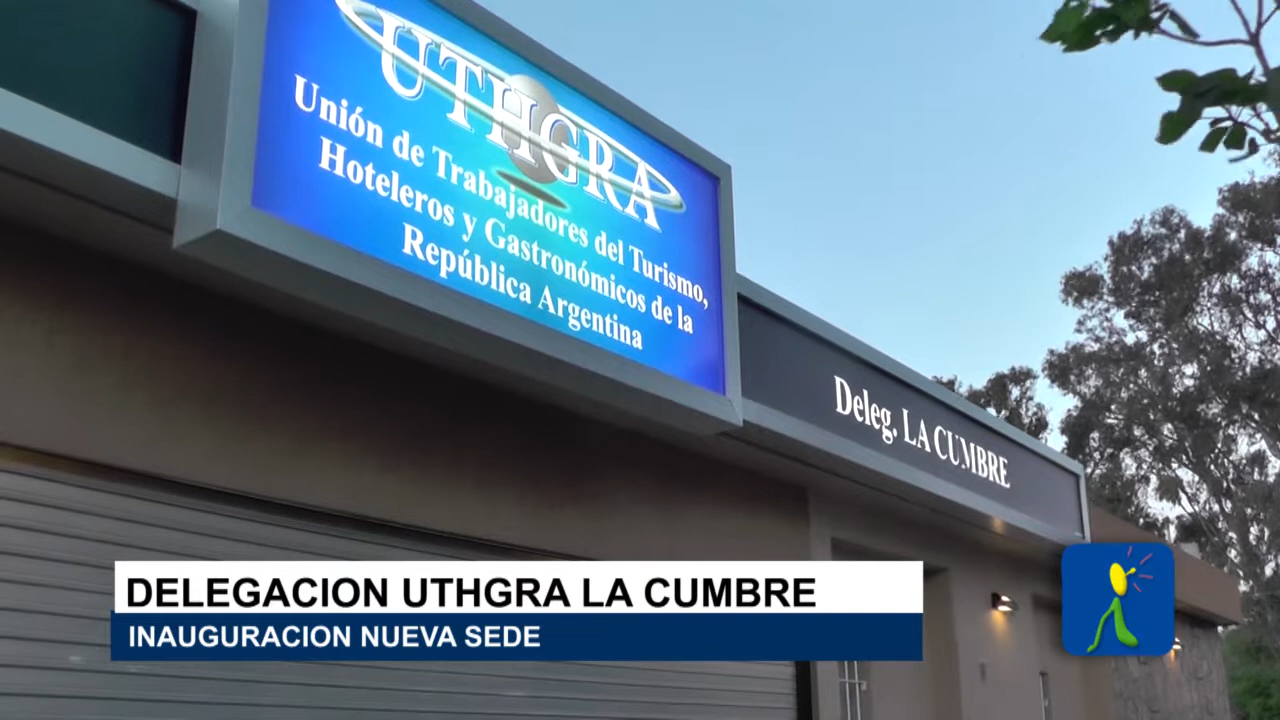 UTHGRA
Unión de Trabajadores del Turismo,
Hoteleros y Gastronómicos de la
República Argentina
Deleg. LA CUMBRE
DELEGACION UTHGRA LA CUMBRE
INAUGURACION NUEVA SEDE